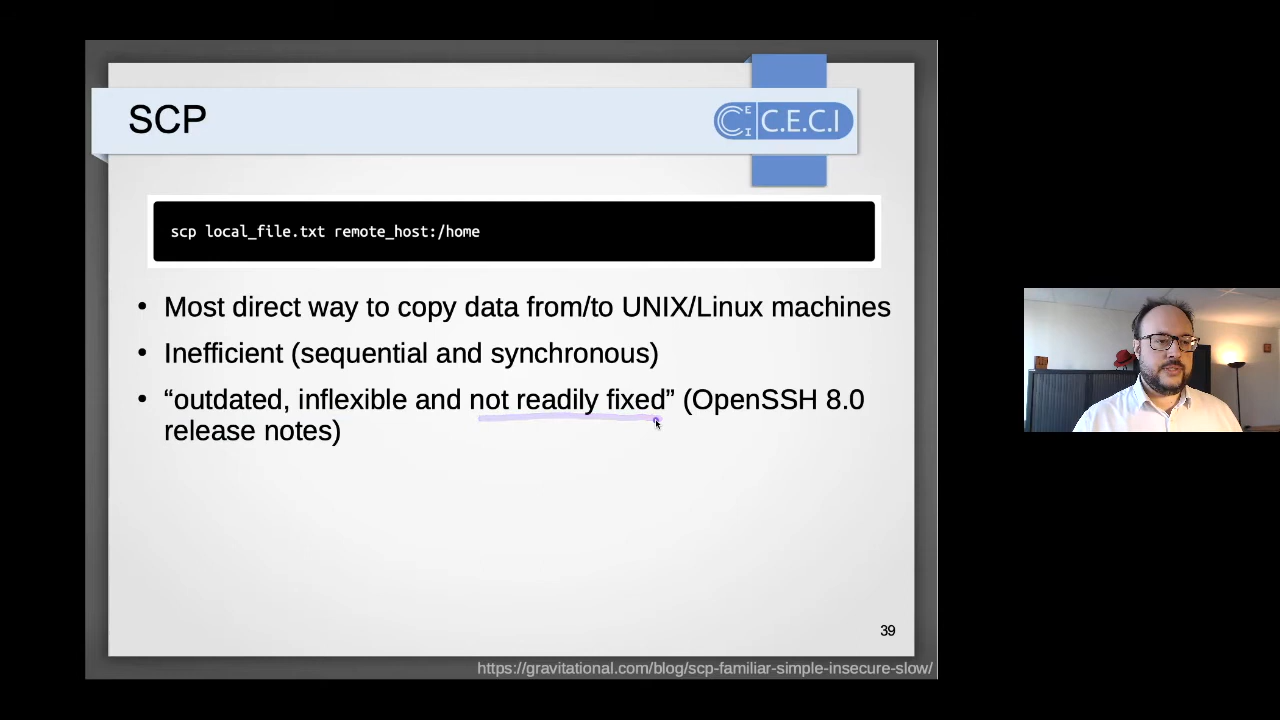 SCP
C E C I C.E.C.I
scp local_file.txt remote_host:/home
• Most direct way to copy data from/to UNIX/Linux machines
• Inefficient (sequential and synchronous)
• “outdated, inflexible and not readily fixed” (OpenSSH 8.0
release notes)
39
https://gravitational.com/blog/scp-familiar-simple-insecure-slow/